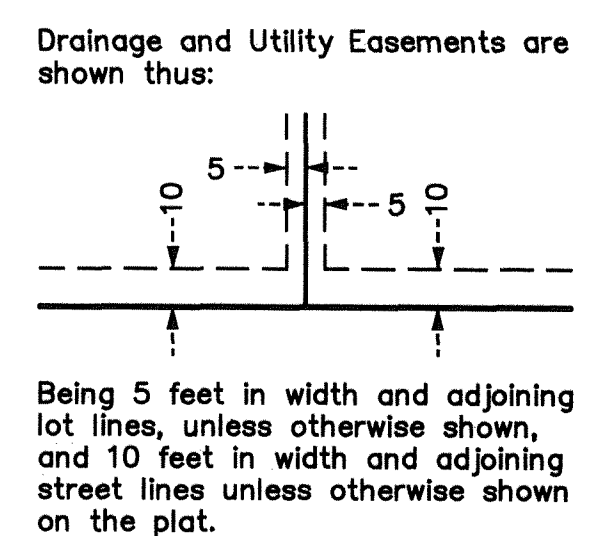 Drainage and Utility Easements are
shown thus:
5
10
5
10
Being 5 feet in width and adjoining
lot lines, unless otherwise shown,
and 10 feet in width and adjoining
street lines unless otherwise shown
on the plat.